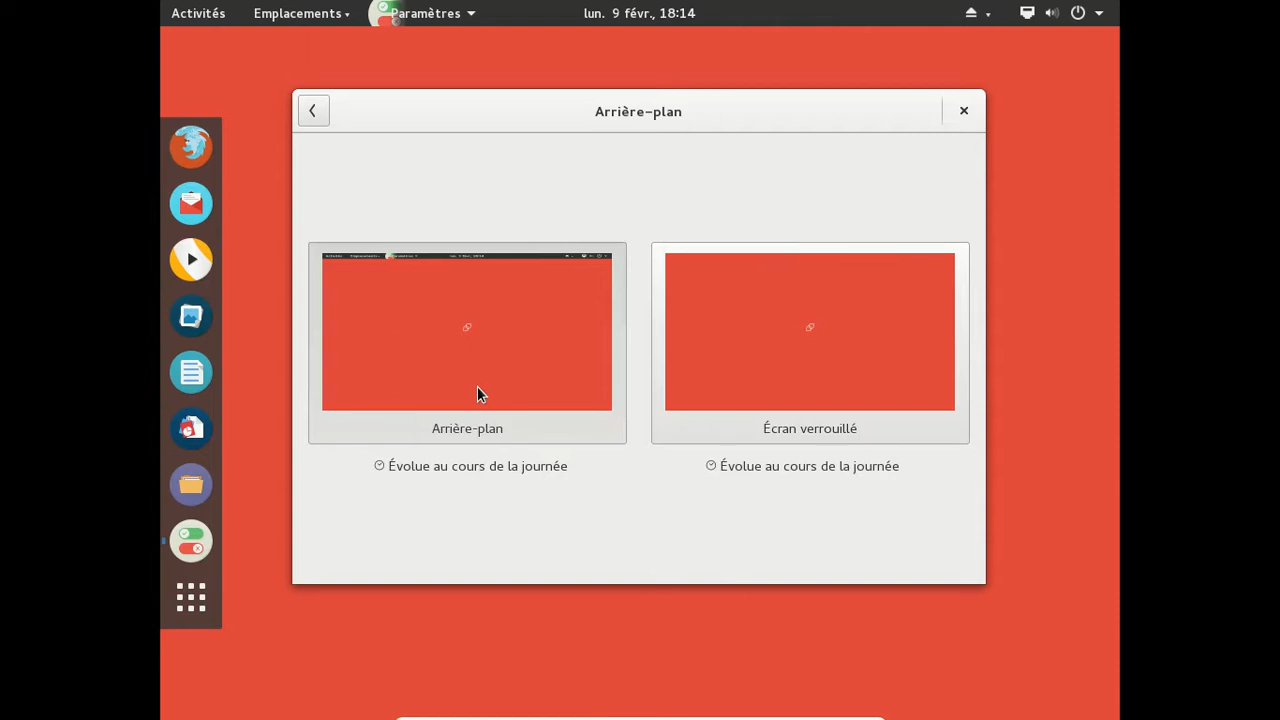 Activités Emplacements Paramètres lun. 9 févr., 18:14
Arrière-plan
Arrière-plan Écran verrouillé
Évolue au cours de la journée Évolue au cours de la journée